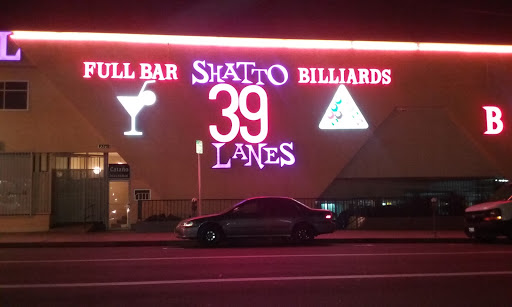 L
FULL BAR
SHATTO
39
LANES
BILLIARDS
B